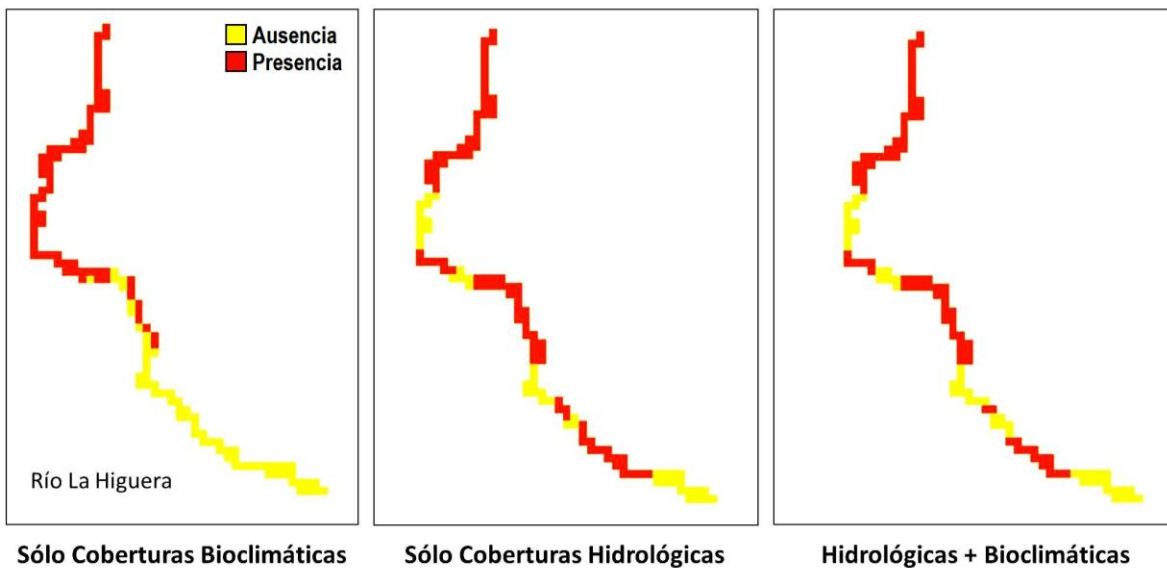 Ausencia
Presencia
Río La Higuera
Sólo Coberturas Bioclimáticas
Sólo Coberturas Hidrológicas
Hidrológicas + Bioclimáticas